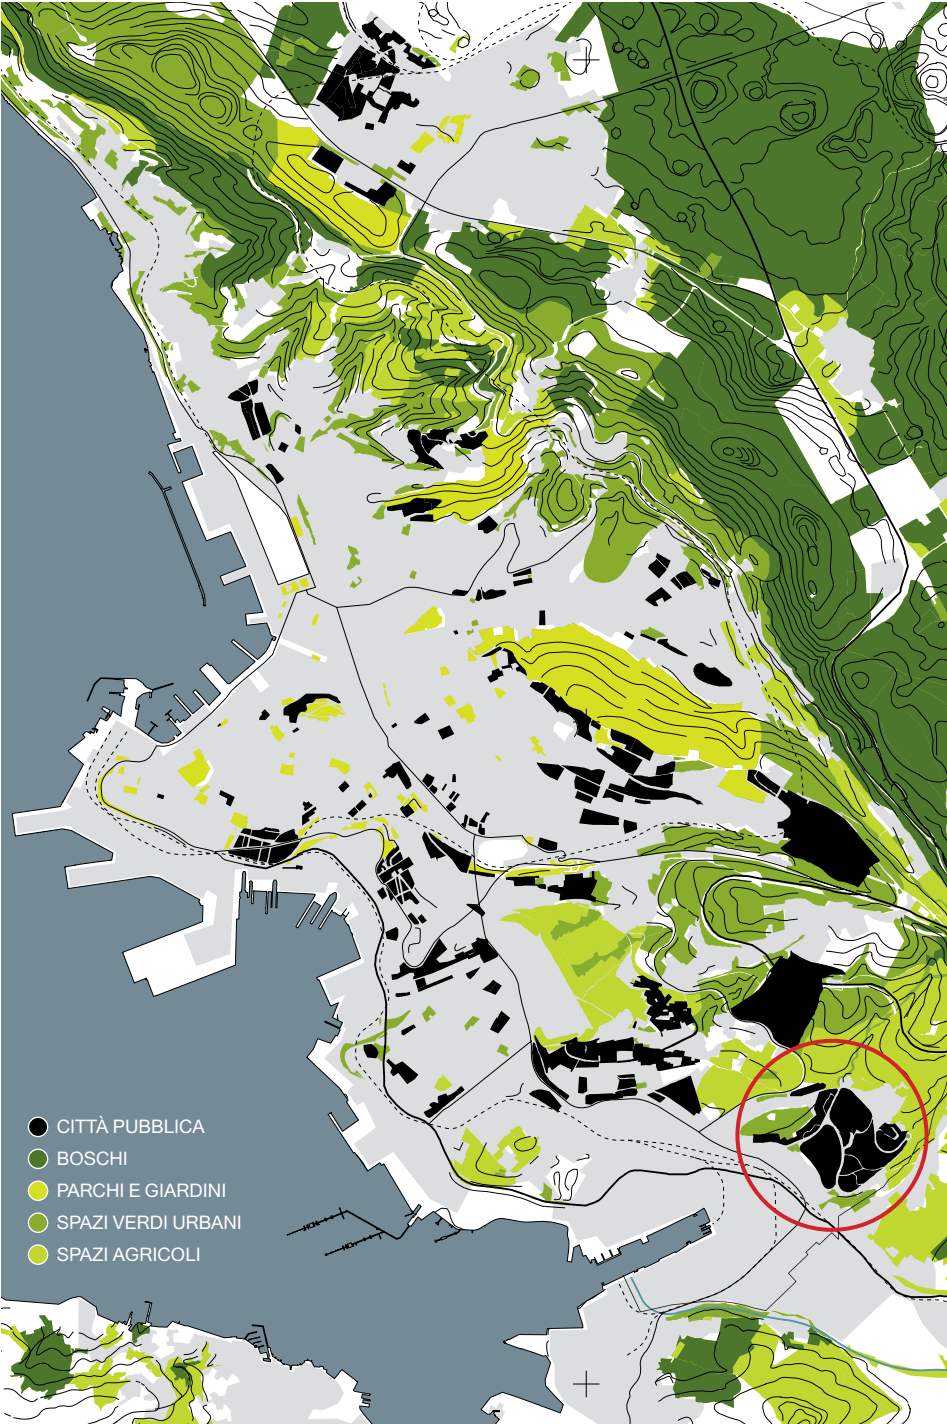 CITTÀ PUBBLICA
BOSCHI
PARCHI E GIARDINI
SPAZI VERDI URBANI
SPAZI AGRICOLI